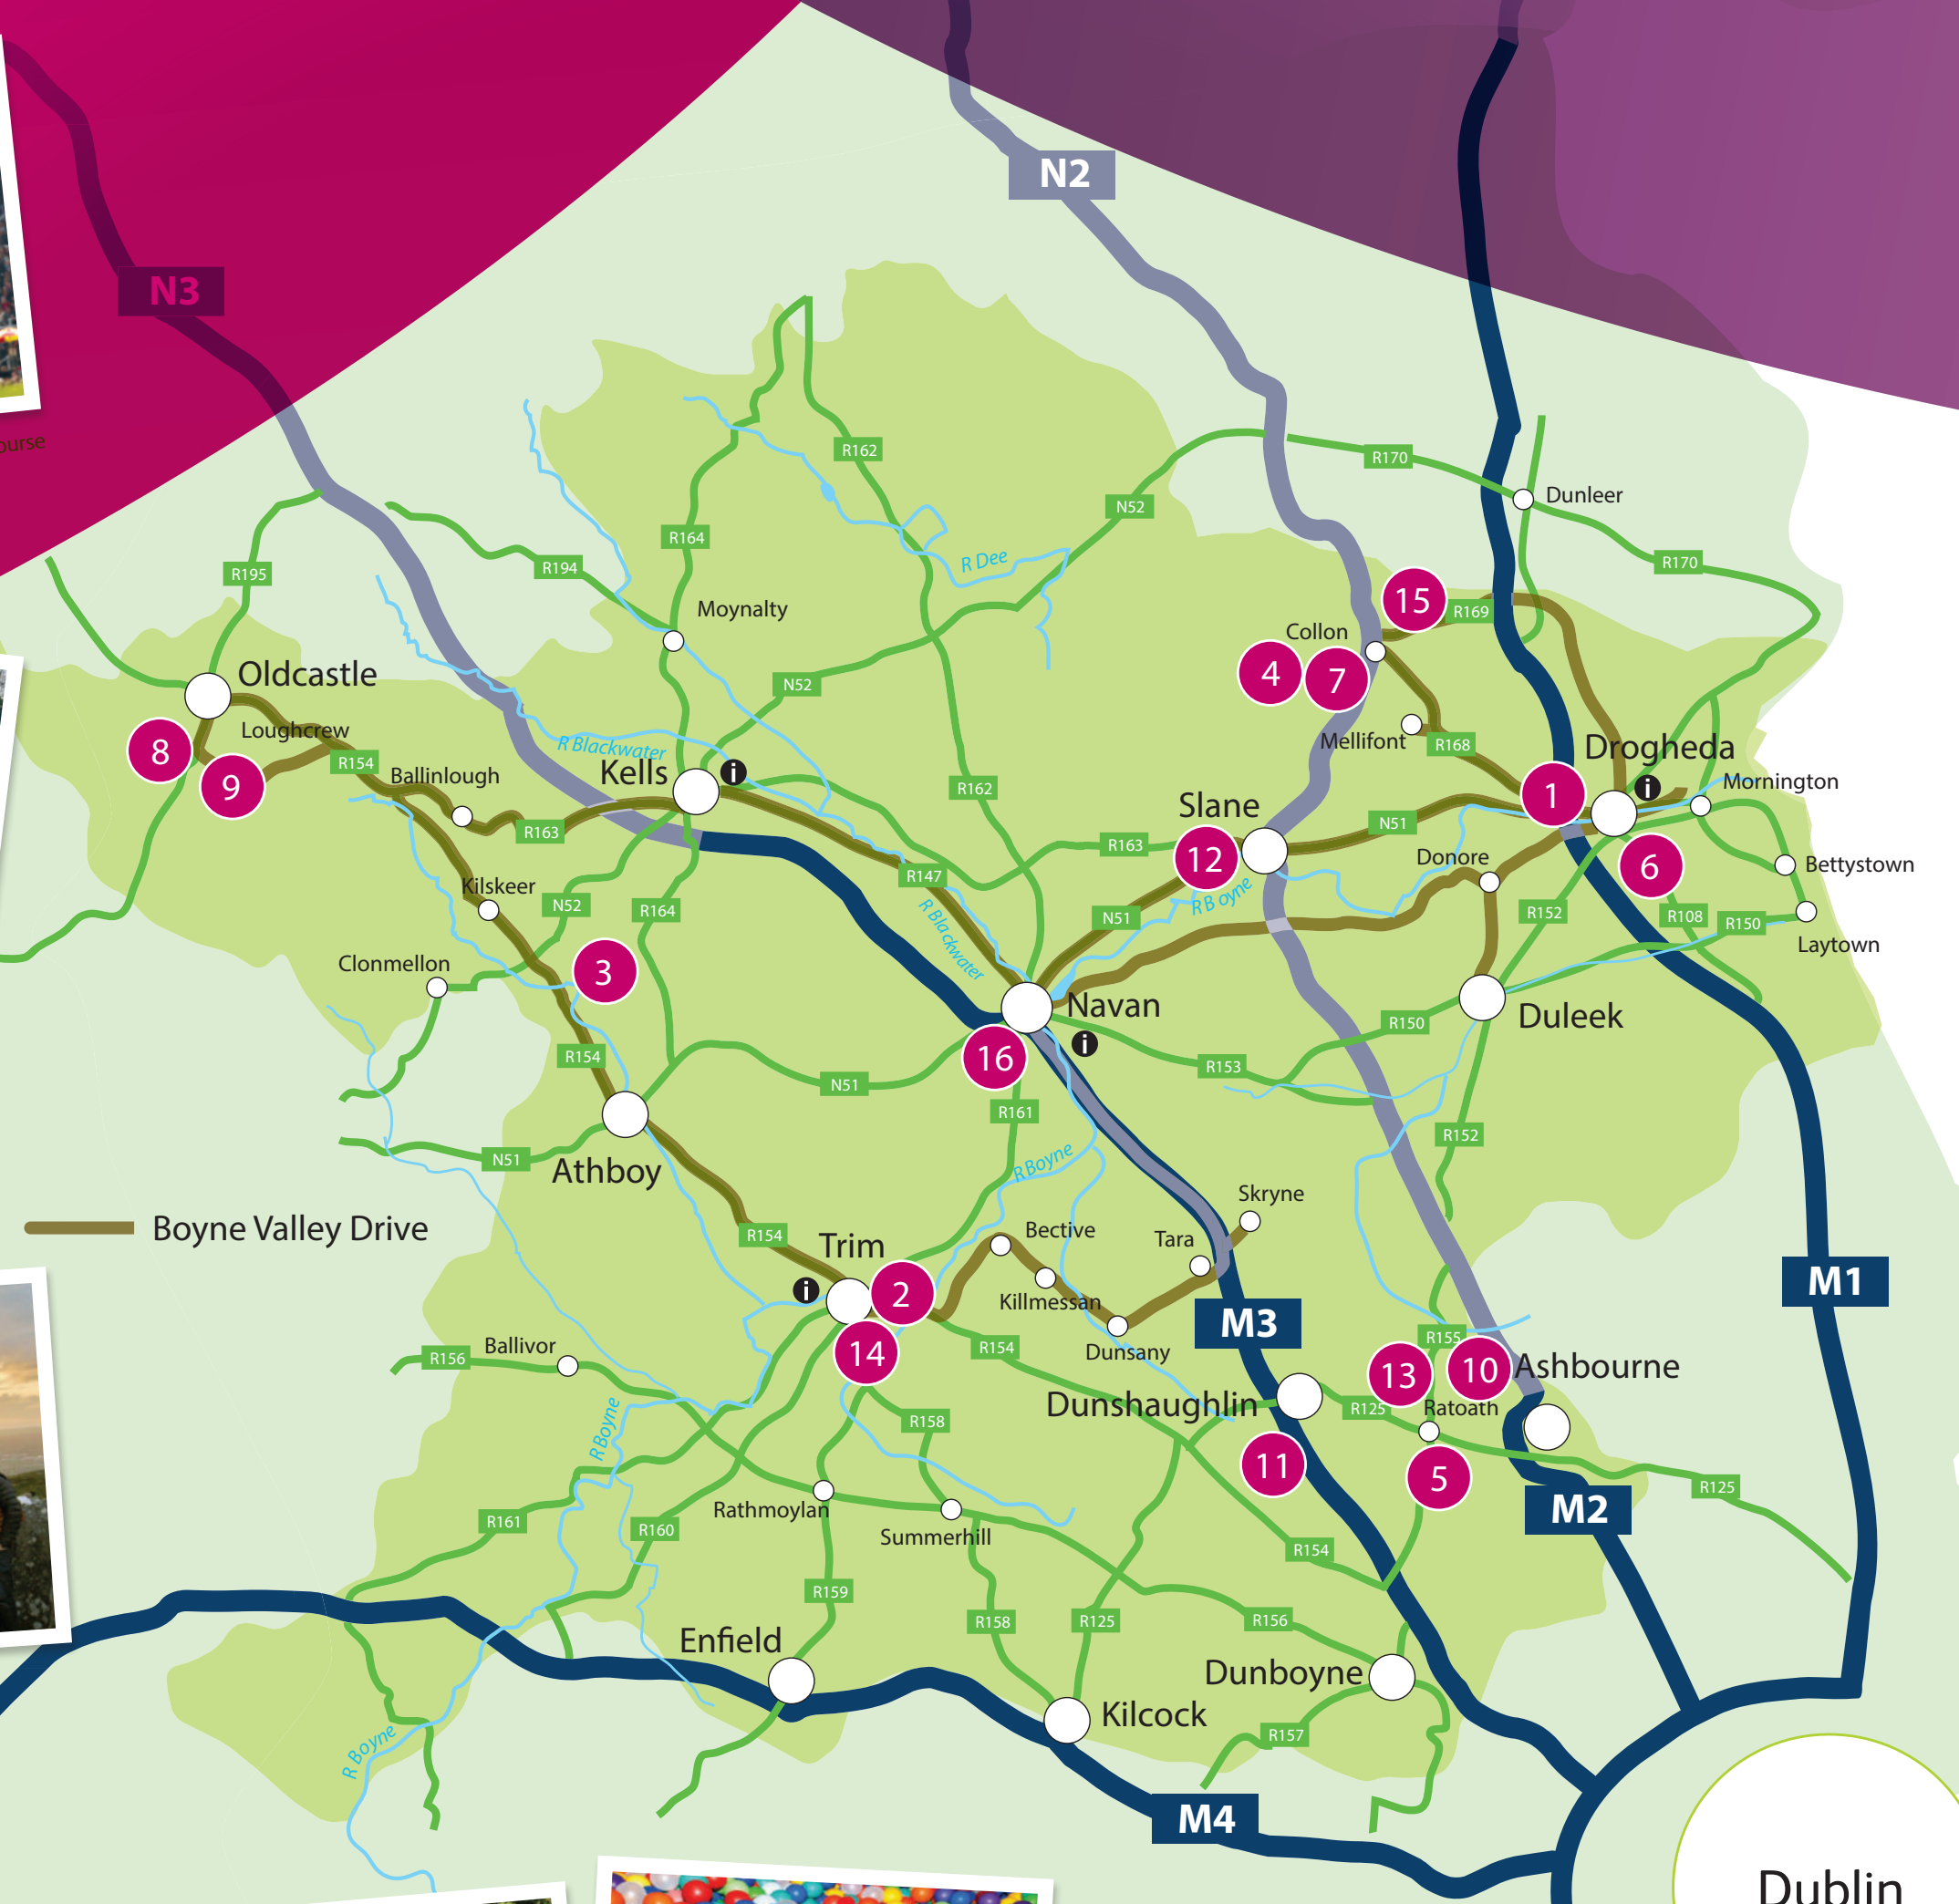 N2
N3
ourse
R162
R170
Dunleer
N52
R164
R Dee
R170
R194
R195
15
R169
Moynalty
Collon
4
7
Oldcastle
N52
Loughcrew
8
R154
9
Ballinlough
R Blackwater
Kells
i
R162
Mellifont
R168
Drogheda
i
Mornington
1
Slane
N51
R163
R163
12
Donore
6
Bettystown
R147
Kilskeer
N52
R164
R Blackwater
N51
R Boyne
R152
R108
R150
Laytown
Clonmellon
3
Navan
i
Duleek
R150
R154
16
R153
N51
R161
R152
N51
Athboy
R Boyne
Skryne
Boyne Valley Drive
R154
Trim
Bective
Tara
i
2
Killmessan
M1
M3
14
R154
Dunsany
R155
Ballivor
R156
13
10
Ashbourne
Dunshaughlin
R125
Ratoath
R158
R Boyne
11
5
R125
M2
Rathmoylan
R161
R160
Summerhill
R154
R159
R158
R125
R156
Enfield
Dunboyne
Kilcock
R157
R Boyne
M4
Dublin